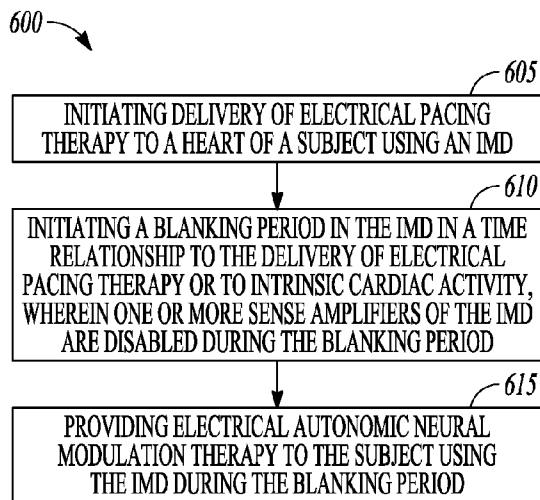 600
605
INITIATING DELIVERY OF ELECTRICAL PACING
THERAPY TO A HEART OF A SUBJECT USING AN IMD
610
INITIATING A BLANKING PERIOD IN THE IMD IN A TIME
RELATIONSHIP TO THE DELIVERY OF ELECTRICAL
PACING THERAPY OR TO INTRINSIC CARDIAC ACTIVITY,
WHEREIN ONE OR MORE SENSE AMPLIFIERS OF THE IMD
ARE DISABLED DURING THE BLANKING PERIOD
615
PROVIDING ELECTRICAL AUTONOMIC NEURAL
MODULATION THERAPY TO THE SUBJECT USING
THE IMD DURING THE BLANKING PERIOD